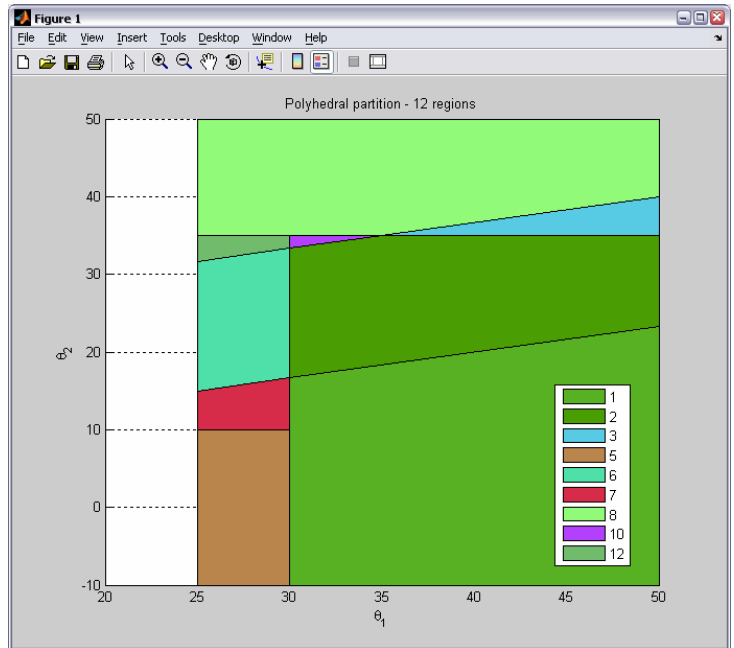 Figure 1
File Edit View Insert Tools Desktop Window Help
Polyhedral partition - 12 regions
50
40
30
20
10
0
-10
θ2
20 25 30 35 40 45 50
θ1
1
2
3
5
6
7
8
10
12